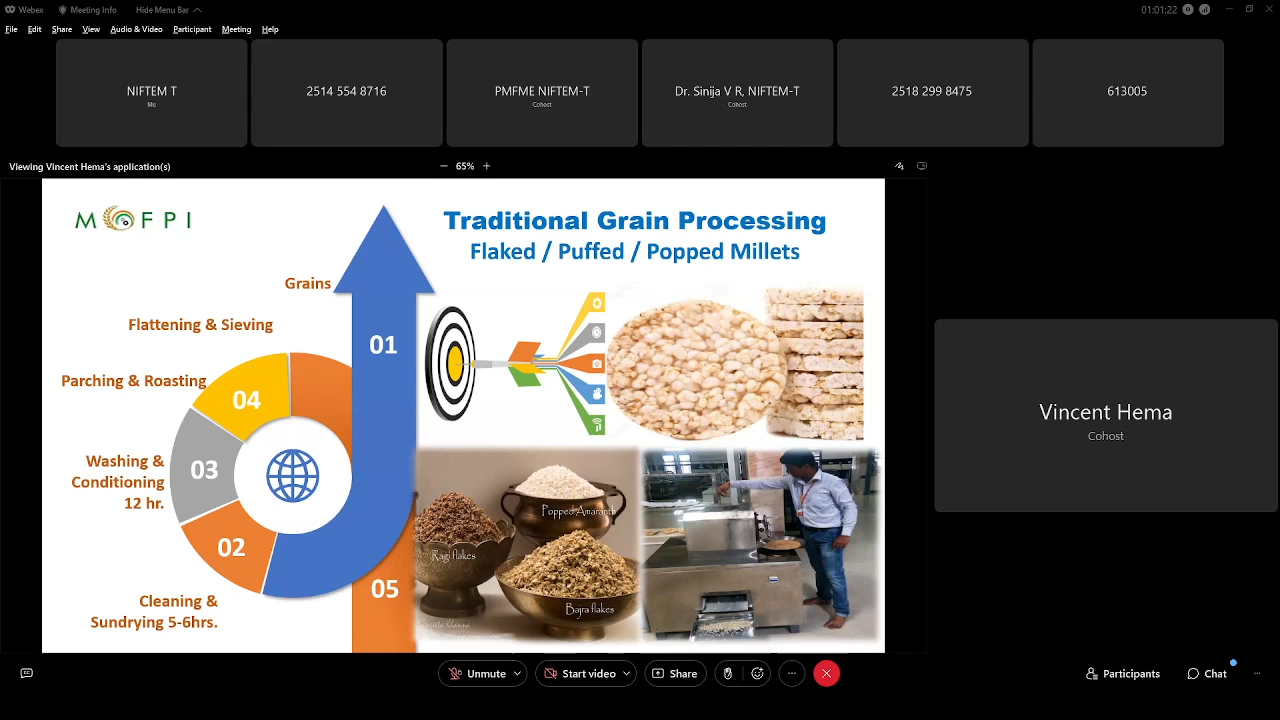 Webex
Meeting Info
Hide Menu Bar
01:01:22
File
Edit
Share
View
Audio & Video
Participant
Meeting
Help
NIFTEM T
Me
2514 554 8716
PMFME NIFTEM-T
Cohost
Dr. Sinija V R, NIFTEM-T
Cohost
2518 299 8475
613005
Viewing Vincent Hema's application(s)
65%
MOFPI
Traditional Grain Processing
Flaked / Puffed / Popped Millets
Grains
01
Flattening & Sieving
Parching & Roasting
04
Washing &
Conditioning
12 hr.
03
02
05
Cleaning &
Sundrying 5-6hrs.
Popped Amaranth
Ragi flakes
Bajra flakes
Vincent Hema
Cohost
Unmute
Start video
Share
Participants
Chat